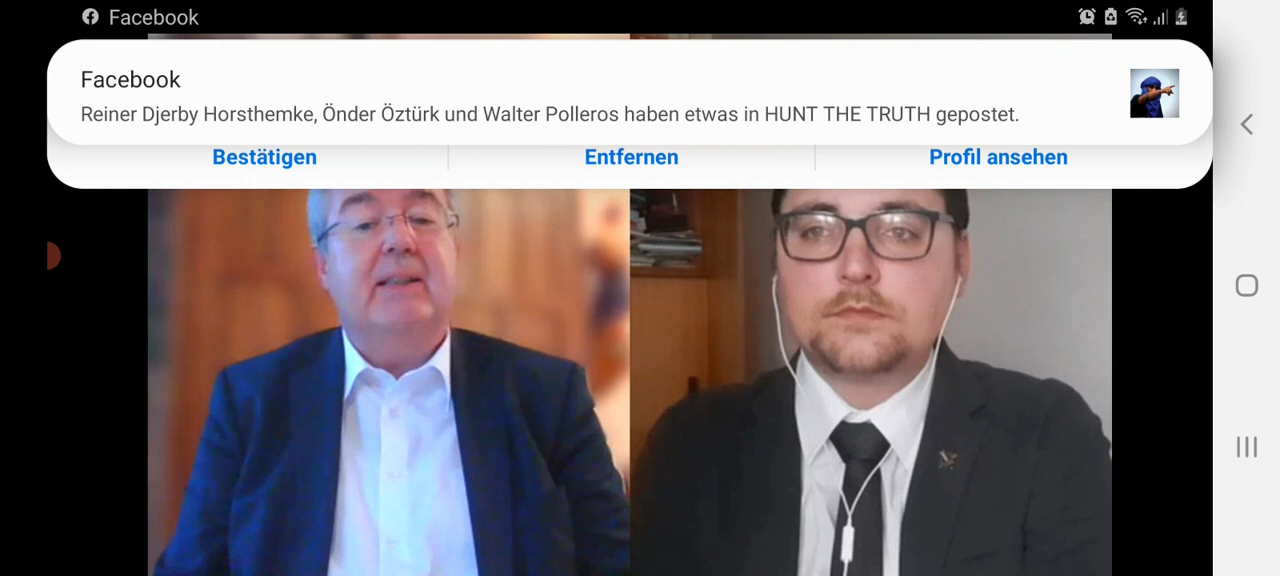 Facebook
Facebook
Reiner Djerby Horsthemke, Önder Öztürk und Walter Polleros haben etwas in HUNT THE TRUTH gepostet.
Bestätigen Entfernen Profil ansehen